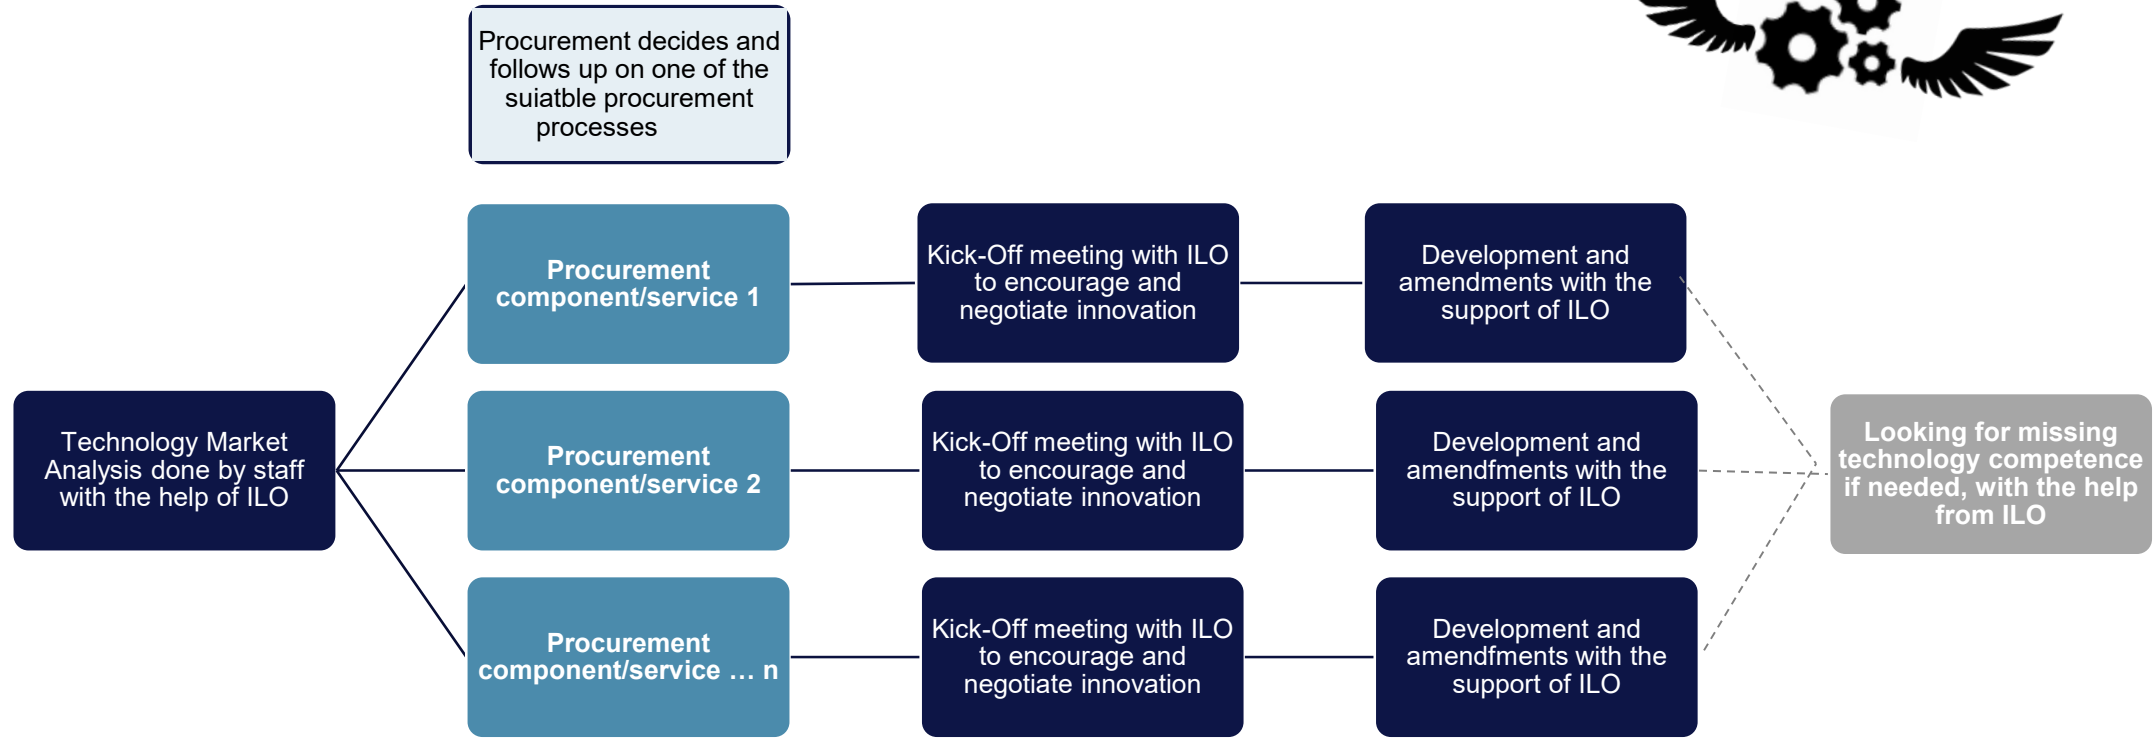 Procurement decides and
follows up on one of the
suiatble procurement
processes
Procurement
component/service 1
Kick-Off meeting with ILO
to encourage and
negotiate innovation
Development and
amendments with the
support of ILO
Technology Market
Analysis done by staff
with the help of ILO
Procurement
component/service 2
Kick-Off meeting with ILO
to encourage and
negotiate innovation
Development and
amendfments with the
support of ILO
Looking for missing
technology competence
if needed, with the help
from ILO
Procurement
component/service ... n
Kick-Off meeting with ILO
to encourage and
negotiate innovation
Development and
amendfments with the
support of ILO